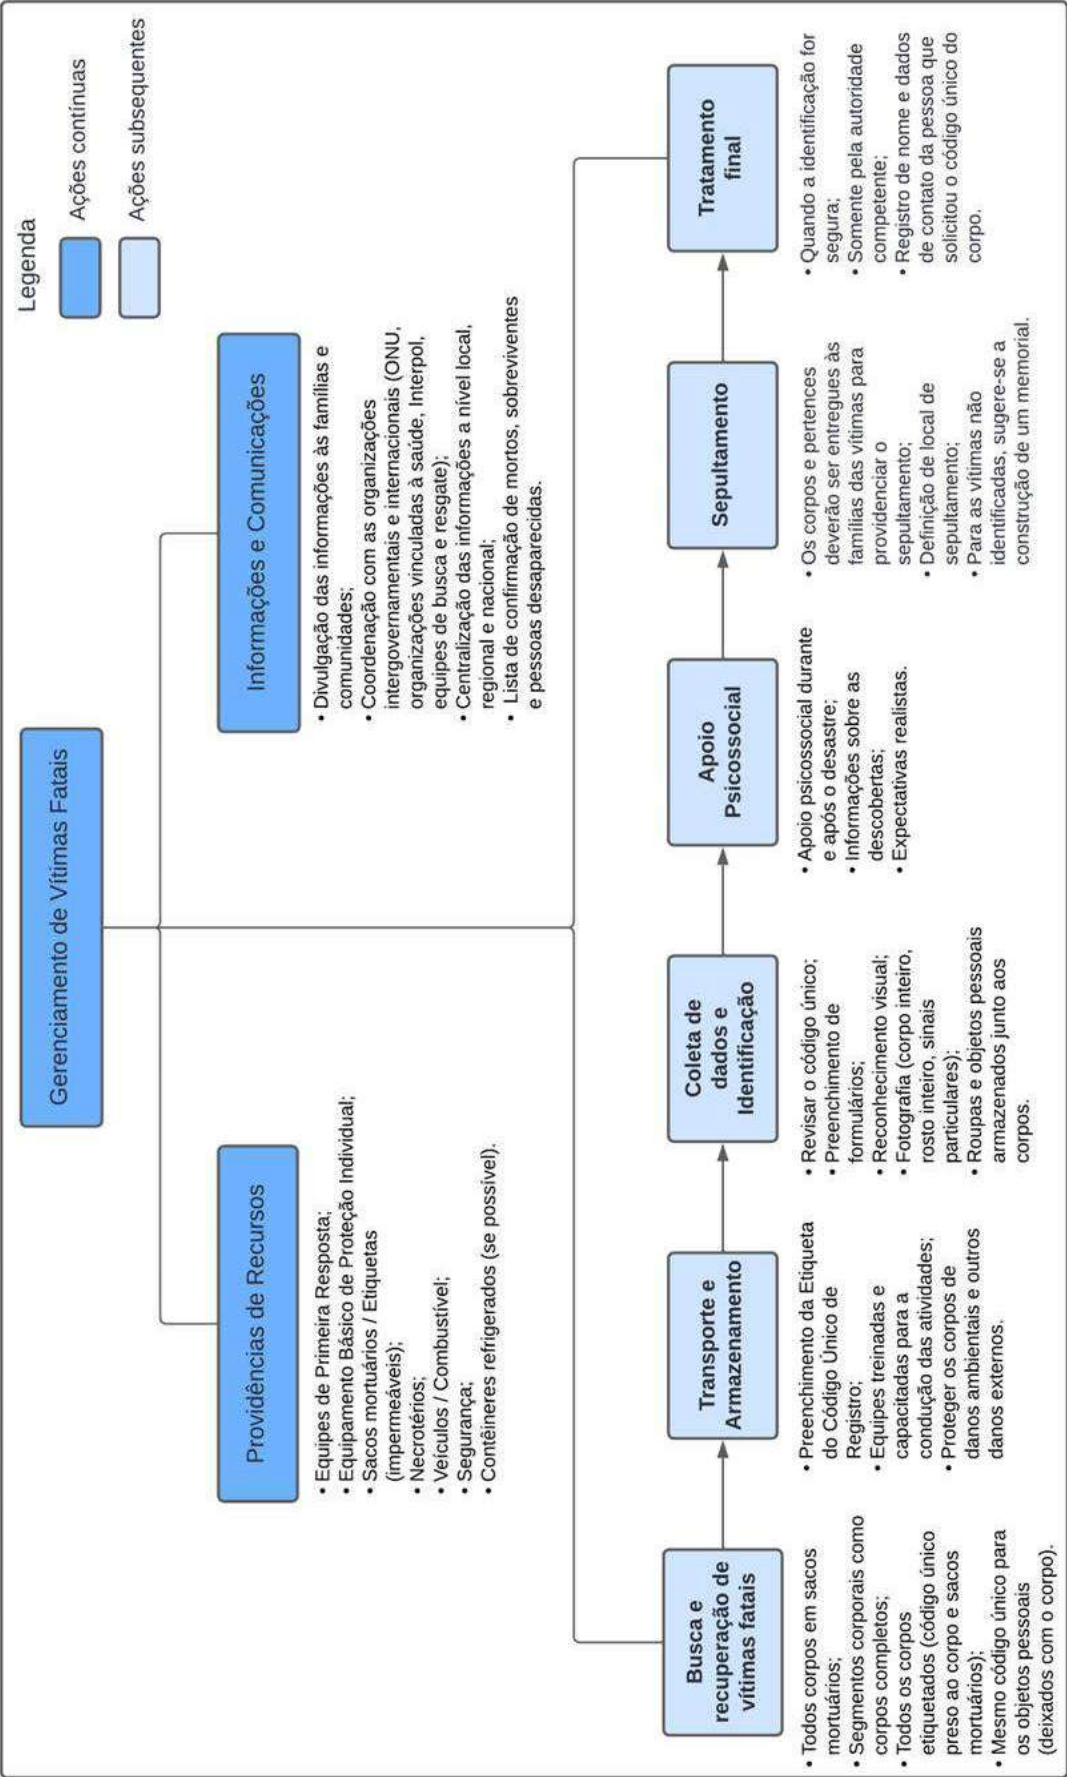 Legenda
Ações contínuas
Ações subsequentes
Gerenciamento de Vítimas Fatais
Providências de Recursos
• Equipes de Primeira Resposta;
• Equipamento Básico de Proteção Individual;
• Sacos mortuários / Etiquetas
(impermeáveis);
• Necrotérios;
• Veículos / Combustível;
• Segurança;
• Contêineres refrigerados (se possível).
Informações e Comunicações
• Divulgação das informações às famílias e
comunidades;
• Coordenação com as organizações
intergovernamentais e internacionais (ONU,
organizações vinculadas à saúde, Interpol,
equipes de busca e resgate);
• Centralização das informações a nível local,
regional e nacional;
• Lista de confirmação de mortos, sobreviventes
e pessoas desaparecidas.
Busca e
recuperação de
vítimas fatais
• Todos corpos em sacos
mortuários;
• Segmentos corporais como
corpos completos;
• Todos os corpos
etiquetados (código único
preso ao corpo e sacos
mortuários);
• Mesmo código único para
os objetos pessoais
(deixados com o corpo).
Transporte e
Armazenamento
• Preenchimento da Etiqueta
do Código Único de
Registro;
• Equipes treinadas e
capacitadas para a
condução das atividades;
• Proteger os corpos de
danos ambientais e outros
danos externos.
Coleta de
dados e
Identificação
• Revisar o código único;
• Preenchimento de
formulários;
• Reconhecimento visual;
• Fotografia (corpo inteiro,
rosto inteiro, sinais
particulares);
• Roupas e objetos pessoais
armazenados junto aos
corpos.
Apoio
Psicossocial
• Apoio psicossocial durante
e após o desastre;
• Informações sobre as
descobertas;
• Expectativas realistas.
Sepultamento
• Os corpos e pertences
deverão ser entregues às
famílias das vítimas para
providenciar o
sepultamento;
• Definição de local de
sepultamento;
• Para as vítimas não
identificadas, sugere-se a
construção de um memorial.
Tratamento
final
• Quando a identificação for
segura;
• Somente pela autoridade
competente;
• Registro de nome e dados
de contato da pessoa que
solicitou o código único do
corpo.